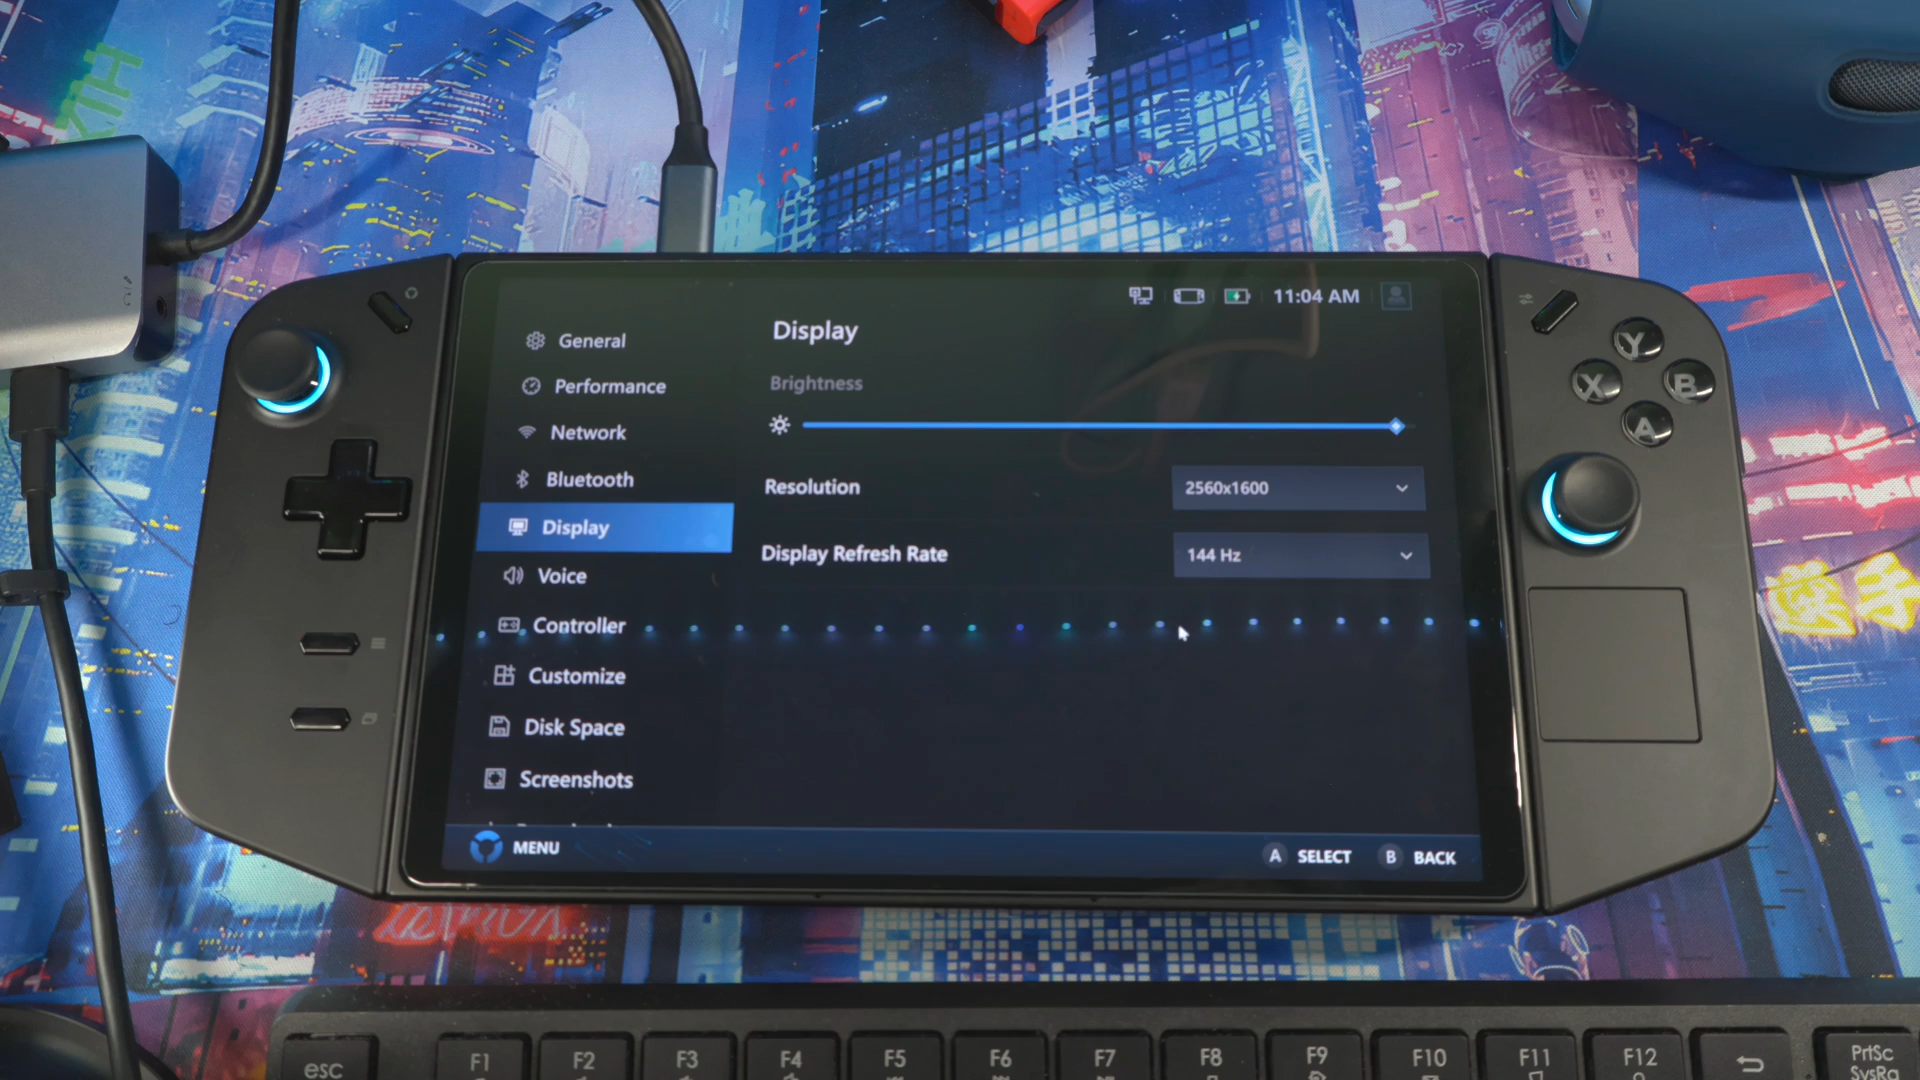 11:04 AM
Display
General
Performance
Network
Bluetooth
Display
Voice
Controller
Customize
Disk Space
Screenshots
Brightness
Resolution
2560x1600
Display Refresh Rate
144 Hz
MENU
A SELECT B BACK
Y
X
B
A
esc F1 F2 F3 F4 F5 F6 F7 F8 F9 F10 F11 F12 PrtSc
SysRq